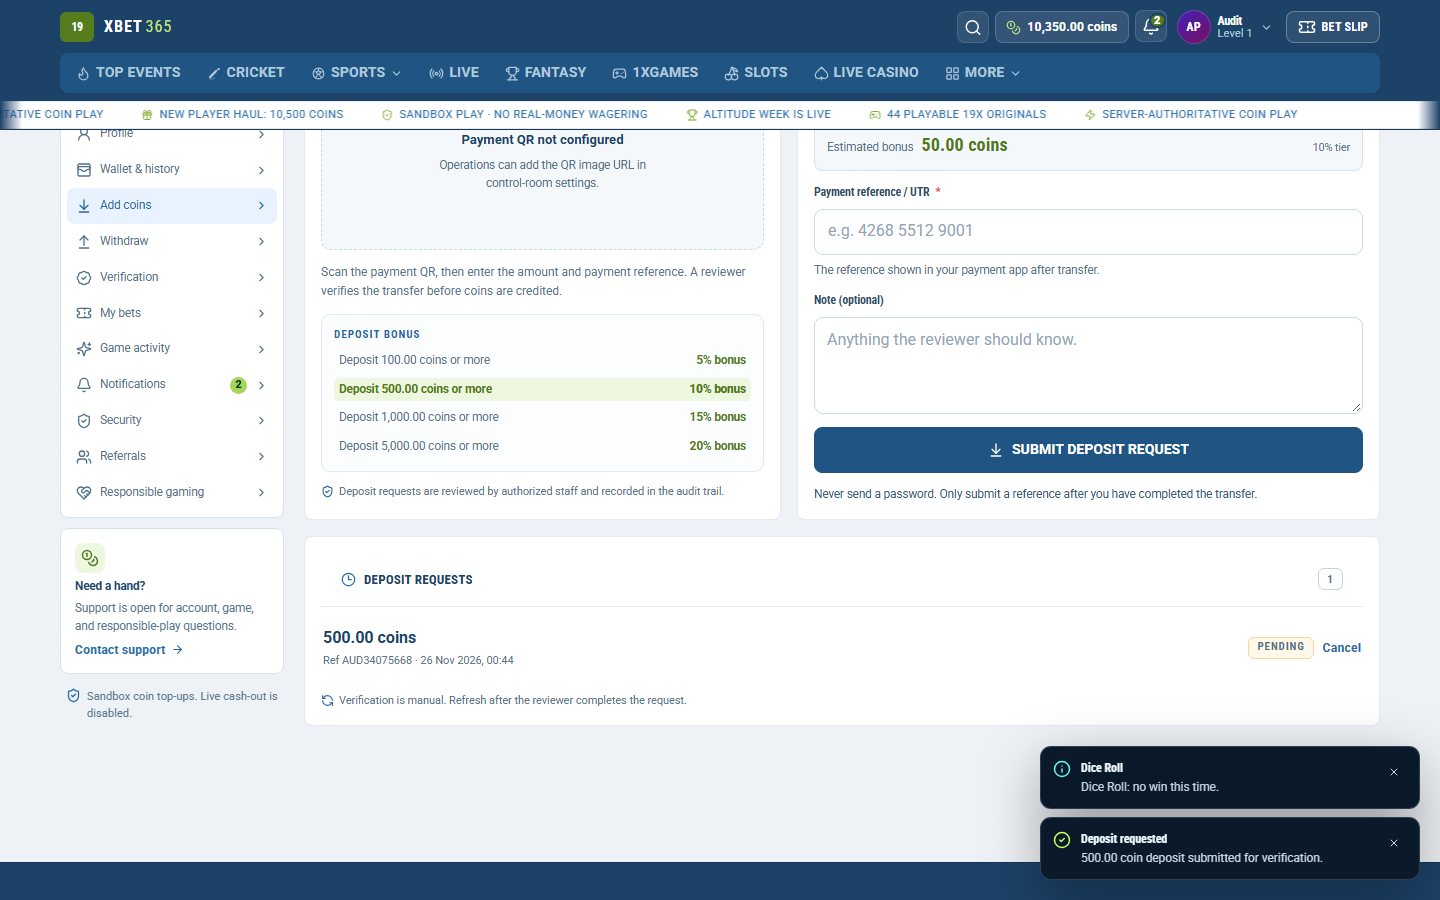 19 XBET 365
10,350.00 coins
2
AP
Audit
Level 1
BET SLIP
TOP EVENTS
CRICKET
SPORTS
LIVE
FANTASY
1XGAMES
SLOTS
LIVE CASINO
MORE
TATIVE COIN PLAY
NEW PLAYER HAUL: 10,500 COINS
SANDBOX PLAY · NO REAL-MONEY WAGERING
ALTITUDE WEEK IS LIVE
44 PLAYABLE 19X ORIGINALS
SERVER-AUTHORITATIVE COIN PLAY
Profile
Wallet & history
Add coins
Withdraw
Verification
My bets
Game activity
Notifications 2
Security
Referrals
Responsible gaming
Need a hand?
Support is open for account, game,
and responsible-play questions.
Contact support
Sandbox coin top-ups. Live cash-out is
disabled.
Payment QR not configured
Operations can add the QR image URL in
control-room settings.
Scan the payment QR, then enter the amount and payment reference. A reviewer
verifies the transfer before coins are credited.
DEPOSIT BONUS
Deposit 100.00 coins or more 5% bonus
Deposit 500.00 coins or more 10% bonus
Deposit 1,000.00 coins or more 15% bonus
Deposit 5,000.00 coins or more 20% bonus
Deposit requests are reviewed by authorized staff and recorded in the audit trail.
Estimated bonus 50.00 coins 10% tier
Payment reference / UTR *
e.g. 4268 5512 9001
The reference shown in your payment app after transfer.
Note (optional)
Anything the reviewer should know.
SUBMIT DEPOSIT REQUEST
Never send a password. Only submit a reference after you have completed the transfer.
DEPOSIT REQUESTS 1
500.00 coins
Ref AUD34075668 · 26 Nov 2026, 00:44
PENDING Cancel
Verification is manual. Refresh after the reviewer completes the request.
Dice Roll
Dice Roll: no win this time.
Deposit requested
500.00 coin deposit submitted for verification.